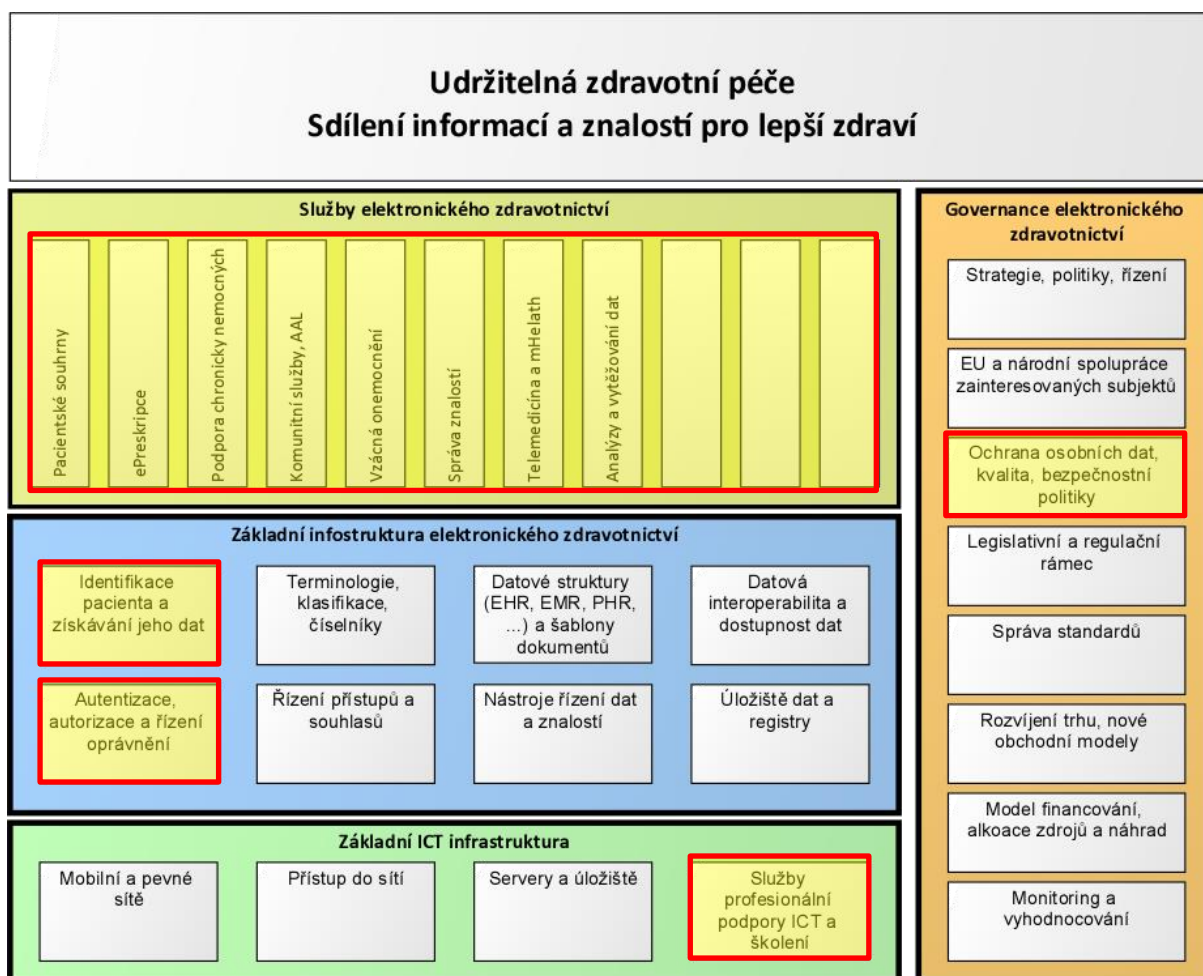 Udržitelná zdravotní péče
Sdílení informací a znalostí pro lepší zdraví
Služby elektronického zdravotnictví
Pacientské souhrny
ePreskripce
Podpora chronicky nemocných
Komunitní služby, AAL
Vzácná onemocnění
Správa znalostí
Telemedicína a mHelath
Analýzy a vytěžování dat
Základní infostruktura elektronického zdravotnictví
Identifikace
pacienta a
získávání jeho dat
Terminologie,
klasifikace,
číselníky
Datové struktury
(EHR, EMR, PHR,
...) a šablony
dokumentů
Datová
interoperabilita a
dostupnost dat
Autentizace,
autorizace a řízení
oprávnění
Řízení přístupů a
souhlasů
Nástroje řízení dat
a znalostí
Úložiště dat a
registry
Základní ICT infrastruktura
Mobilní a pevné
sítě
Přístup do sítí
Servery a úložiště
Služby
profesionální
podpory ICT a
školení
Governance elektronického
zdravotnictví
Strategie, politiky, řízení
EU a národní spolupráce
zainteresovaných subjektů
Ochrana osobních dat,
kvalita, bezpečnostní
politiky
Legislativní a regulační
rámec
Správa standardů
Rozvíjení trhu, nové
obchodní modely
Model financování,
alkoace zdrojů a náhrad
Monitoring a
vyhodnocování